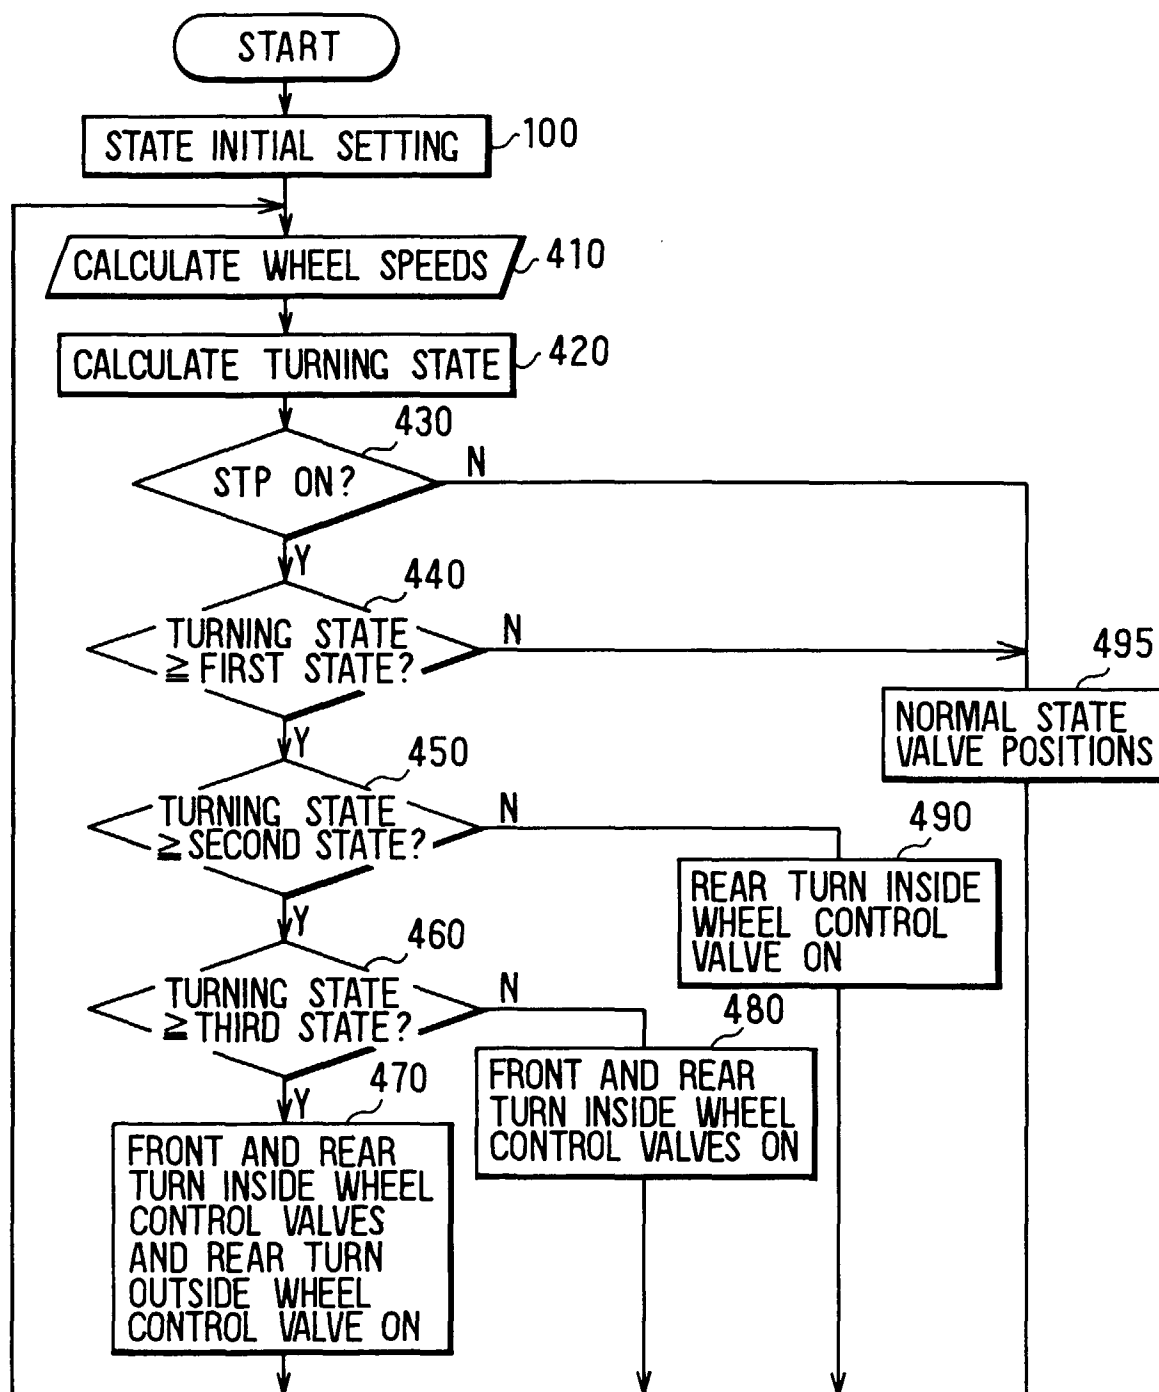 START
STATE INITIAL SETTING
100
CALCULATE WHEEL SPEEDS
410
CALCULATE TURNING STATE
420
430
STP ON?
N
Y
440
TURNING STATE
≧ FIRST STATE?
N
Y
495
NORMAL STATE
VALVE POSITIONS
450
TURNING STATE
≧ SECOND STATE?
N
Y
490
REAR TURN INSIDE
WHEEL CONTROL
VALVE ON
460
TURNING STATE
≧ THIRD STATE?
N
Y
480
FRONT AND REAR
TURN INSIDE WHEEL
CONTROL VALVES ON
470
FRONT AND REAR
TURN INSIDE WHEEL
CONTROL VALVES
AND REAR TURN
OUTSIDE WHEEL
CONTROL VALVE ON